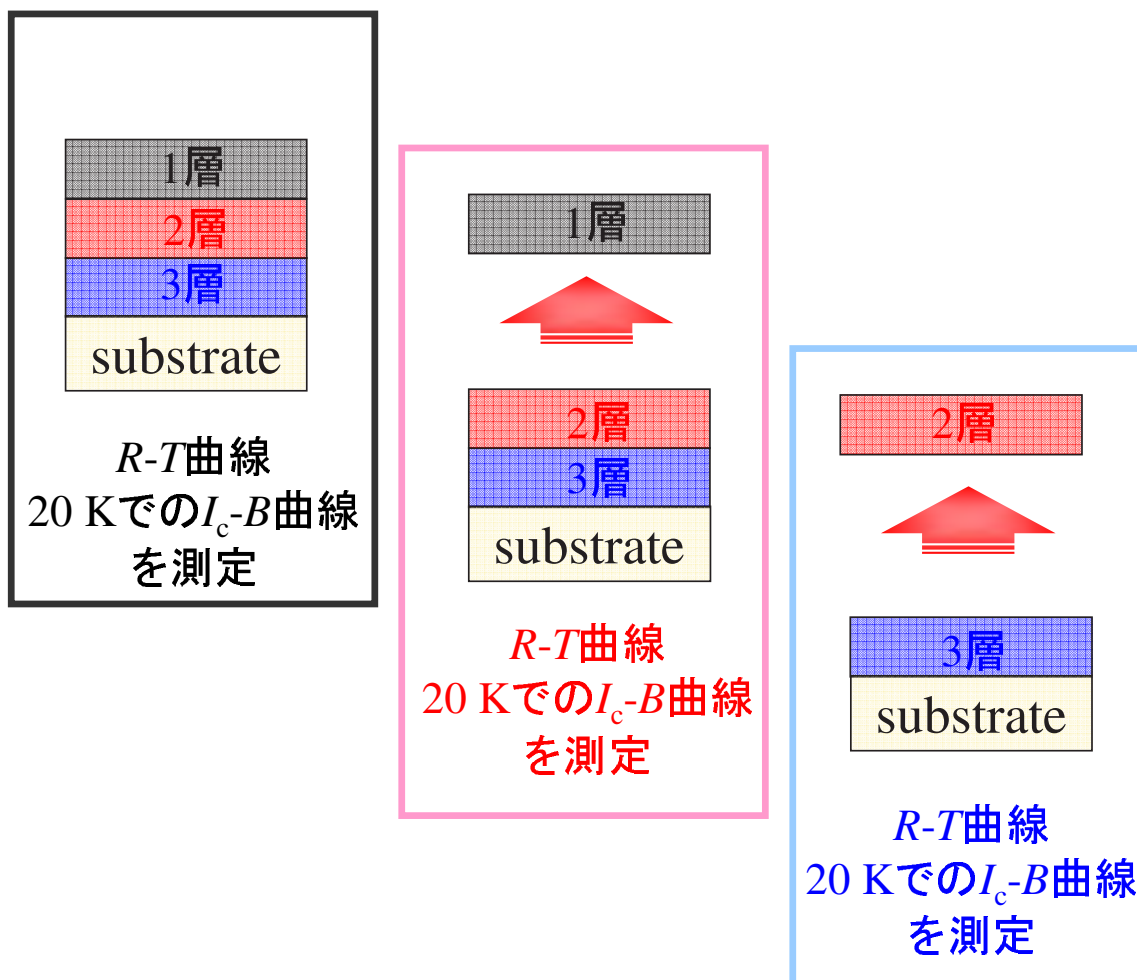 1層
2層
3層
substrate
R-T曲線
20 KでのIc-B曲線
を測定
1層
2層
3層
substrate
R-T曲線
20 KでのIc-B曲線
を測定
2層
3層
substrate
R-T曲線
20 KでのIc-B曲線
を測定